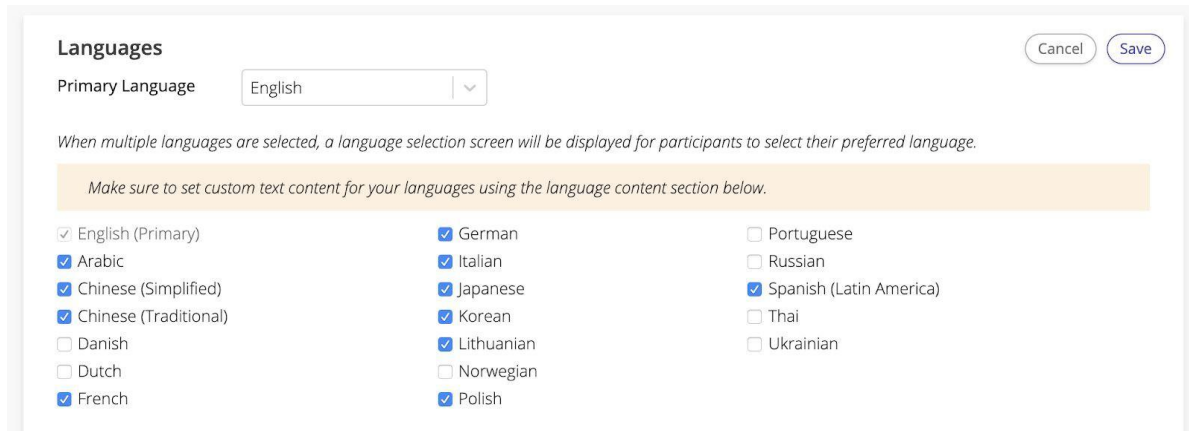 Languages
Cancel
Save
Primary Language
English
When multiple languages are selected, a language selection screen will be displayed for participants to select their preferred language.
Make sure to set custom text content for your languages using the language content section below.
English (Primary)
Arabic
Chinese (Simplified)
Chinese (Traditional)
Danish
Dutch
French
German
Italian
Japanese
Korean
Lithuanian
Norwegian
Polish
Portuguese
Russian
Spanish (Latin America)
Thai
Ukrainian